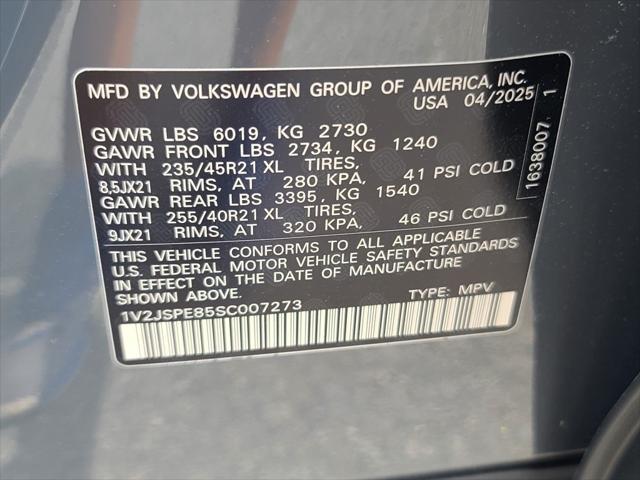 MFD BY VOLKSWAGEN GROUP OF AMERICA, INC.
USA 04/2025
GVWR LBS 6019, KG 2730
GAWR FRONT LBS 2734, KG 1240
WITH 235/45R21 XL TIRES,
8,5JX21 RIMS, AT 280 KPA, 41 PSI COLD
GAWR REAR LBS 3395, KG 1540
WITH 255/40R21 XL TIRES,
9JX21 RIMS, AT 320 KPA, 46 PSI COLD
THIS VEHICLE CONFORMS TO ALL APPLICABLE
U.S. FEDERAL MOTOR VEHICLE SAFETY STANDARDS
IN EFFECT ON THE DATE OF MANUFACTURE
SHOWN ABOVE.
1V2JSPE85SC007273 TYPE: MPV
1638007 1